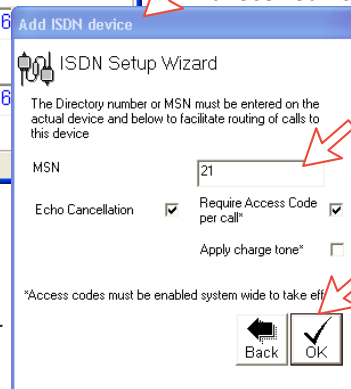 6
Add ISDN device
ISDN Setup Wizard
6
The Directory number or MSN must be entered on the
actual device and below to facilitate routing of calls to
this device
MSN
21
Echo Cancellation
Require Access Code
per call*
Apply charge tone*
*Access codes must be enabled system wide to take eff
Back
OK